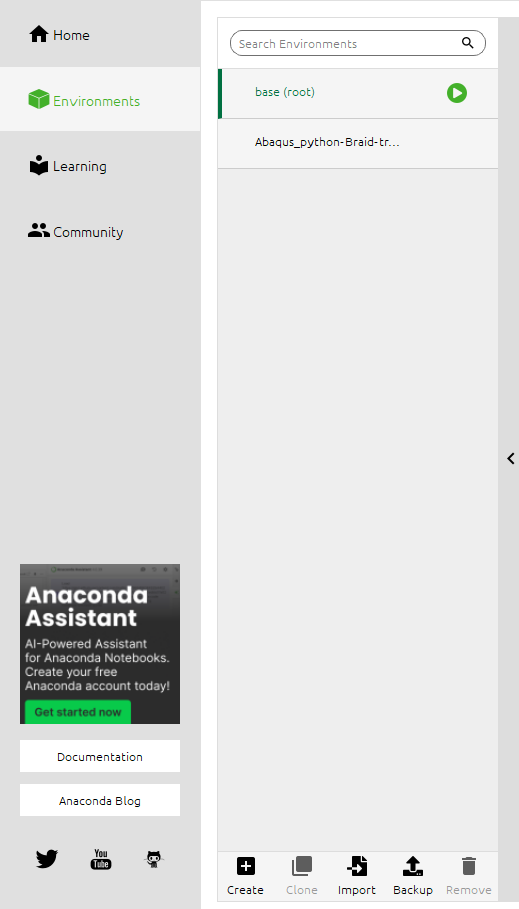 Home
Environments
Learning
Community
Anaconda
Assistant
AI-Powered Assistant
for Anaconda Notebooks.
Create your free
Anaconda account today!
Get started now
Documentation
Anaconda Blog
You
Tube
Search Environments
base (root)
Abaqus_python-Braid-tr...
Create
Clone
Import
Backup
Remove